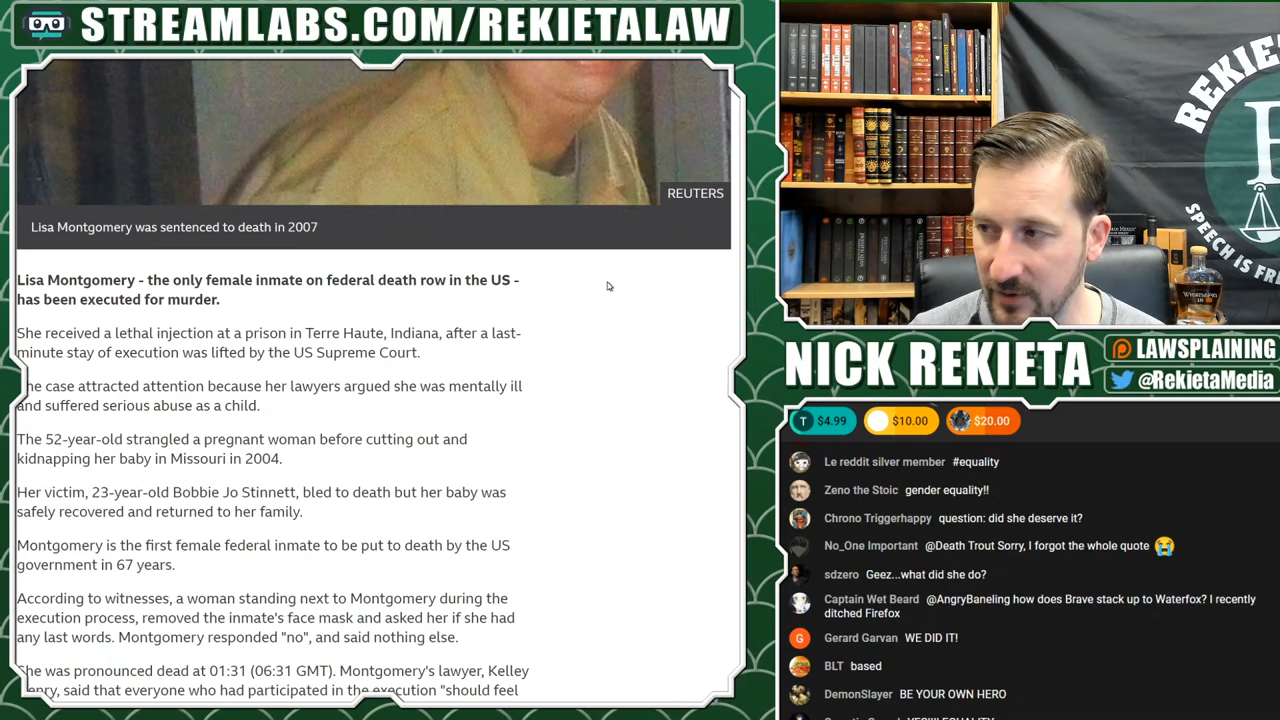 STREAMLABS.COM/REKIETALAW
REUTERS
Lisa Montgomery was sentenced to death in 2007
Lisa Montgomery - the only female inmate on federal death row in the US -
has been executed for murder.
She received a lethal injection at a prison in Terre Haute, Indiana, after a last-
minute stay of execution was lifted by the US Supreme Court.
he case attracted attention because her lawyers argued she was mentally ill
and suffered serious abuse as a child.
The 52-year-old strangled a pregnant woman before cutting out and
kidnapping her baby in Missouri in 2004.
Her victim, 23-year-old Bobbie Jo Stinnett, bled to death but her baby was
safely recovered and returned to her family.
Montgomery is the first female federal inmate to be put to death by the US
government in 67 years.
According to witnesses, a woman standing next to Montgomery during the
execution process, removed the inmate's face mask and asked her if she had
any last words. Montgomery responded "no", and said nothing else.
She was pronounced dead at 01:31 (06:31 GMT). Montgomery's lawyer, Kelley
enry, said that everyone who had participated in the execution "should feel
REKIE
SPEECH IS FR
NICK REKIETA
LAWSPLAINING
@RekietaMedia
T $4.99
$10.00
$20.00
Le reddit silver member #equality
Zeno the Stoic gender equality!!
Chrono Triggerhappy question: did she deserve it?
No_One Important @Death Trout Sorry, I forgot the whole quote 😭
sdzero Geez...what did she do?
Captain Wet Beard @AngryBaneling how does Brave stack up to Waterfox? I recently
ditched Firefox
G Gerard Garvan WE DID IT!
BLT based
DemonSlayer BE YOUR OWN HERO